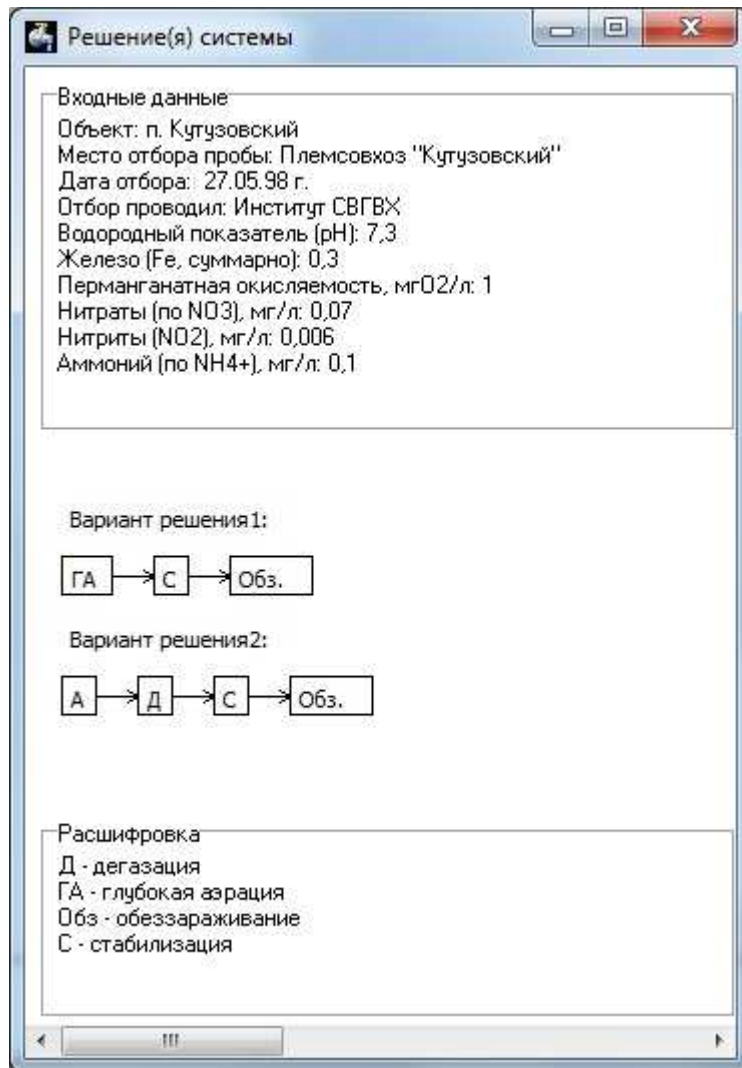 Решение(я) системы
Входные данные
Объект: п. Кутузовский
Место отбора пробы: Племсовхоз "Кутузовский"
Дата отбора: 27.05.98 г.
Отбор проводил: Институт СВГВХ
Водородный показатель (pH): 7,3
Железо (Fe, суммарно): 0,3
Перманганатная окисляемость, мгО2/л: 1
Нитраты (по NO3), мг/л: 0,07
Нитриты (NO2), мг/л: 0,006
Аммоний (по NH4+), мг/л: 0,1
Вариант решения1:
ГА С Обз.
Вариант решения2:
А Д С Обз.
Расшифровка
Д - дегазация
ГА - глубокая аэрация
Обз - обеззараживание
С - стабилизация